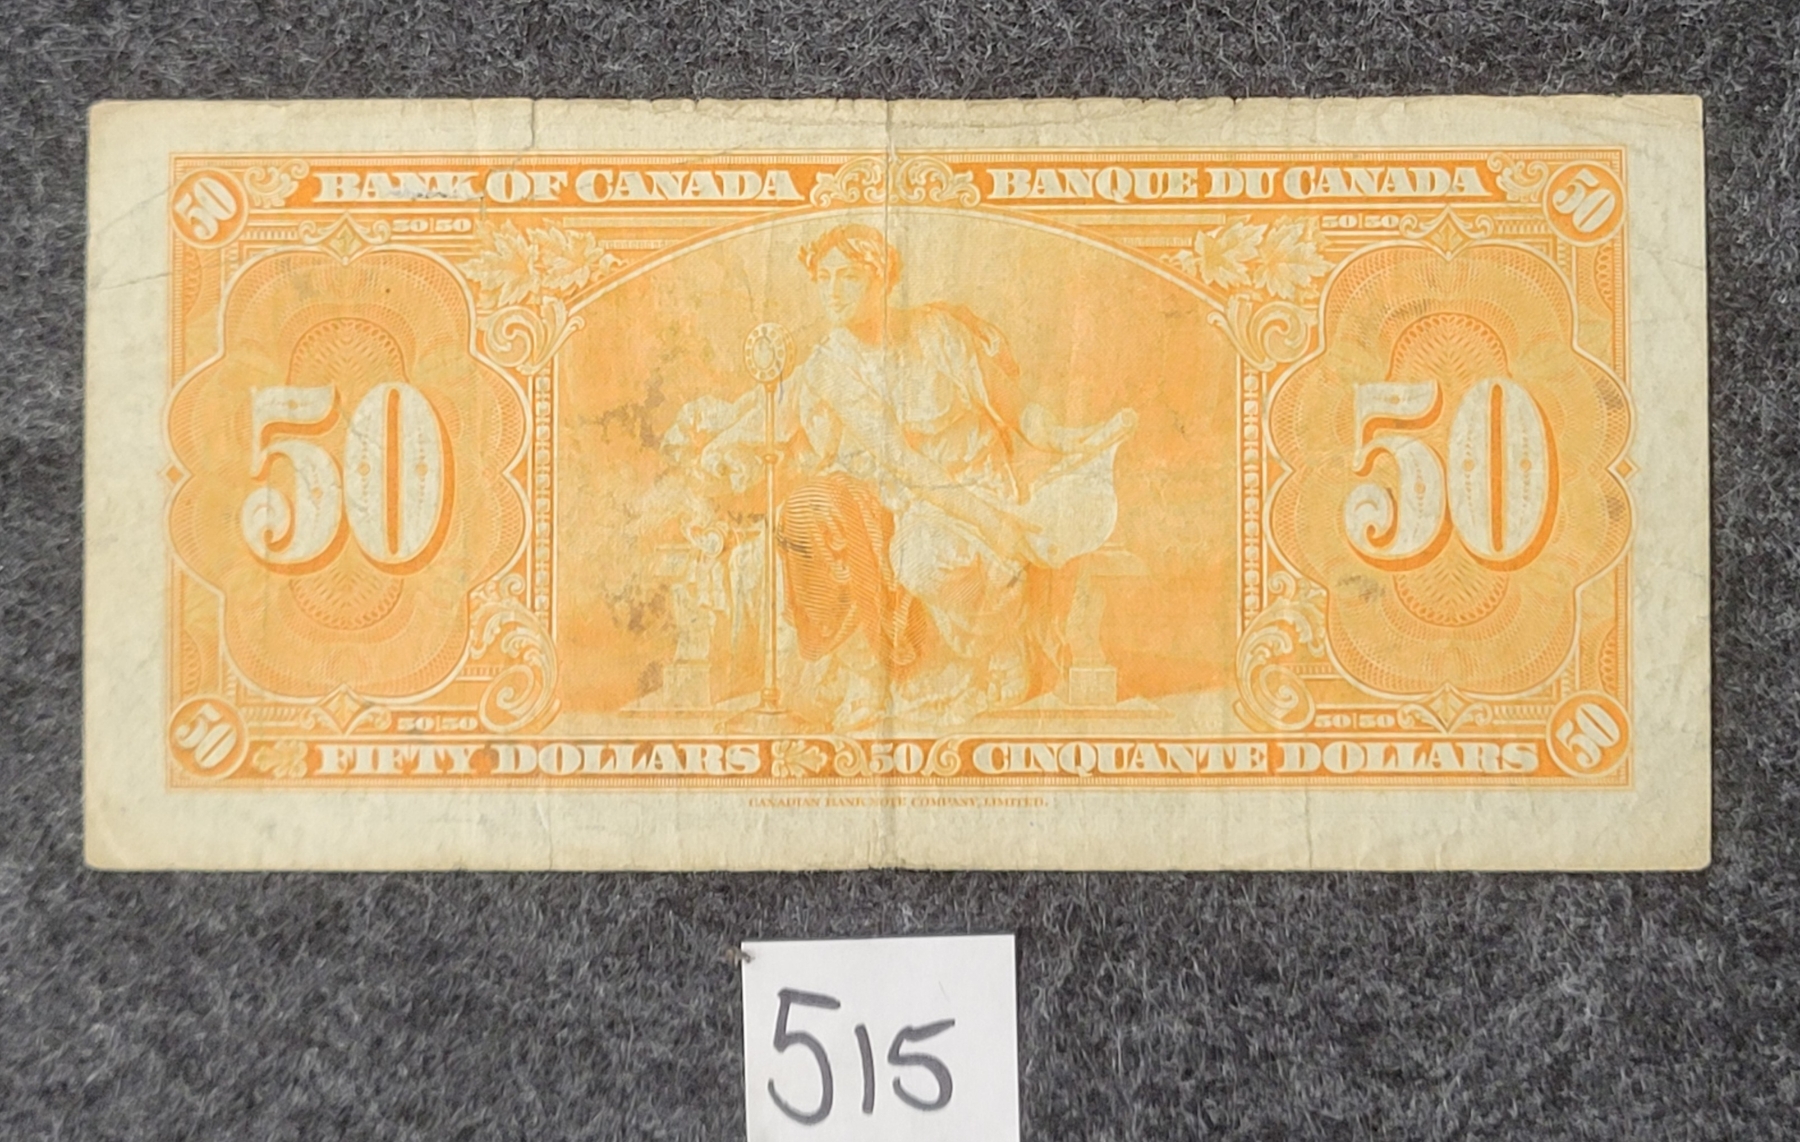 50 BANK OF CANADA BANQUE DU CANADA 50
50|50 50|50
50 50
50|50 50|50
50 FIFTY DOLLARS 50 CINQUANTE DOLLARS 50
CANADIAN BANK NOTE COMPANY, LIMITED.
515